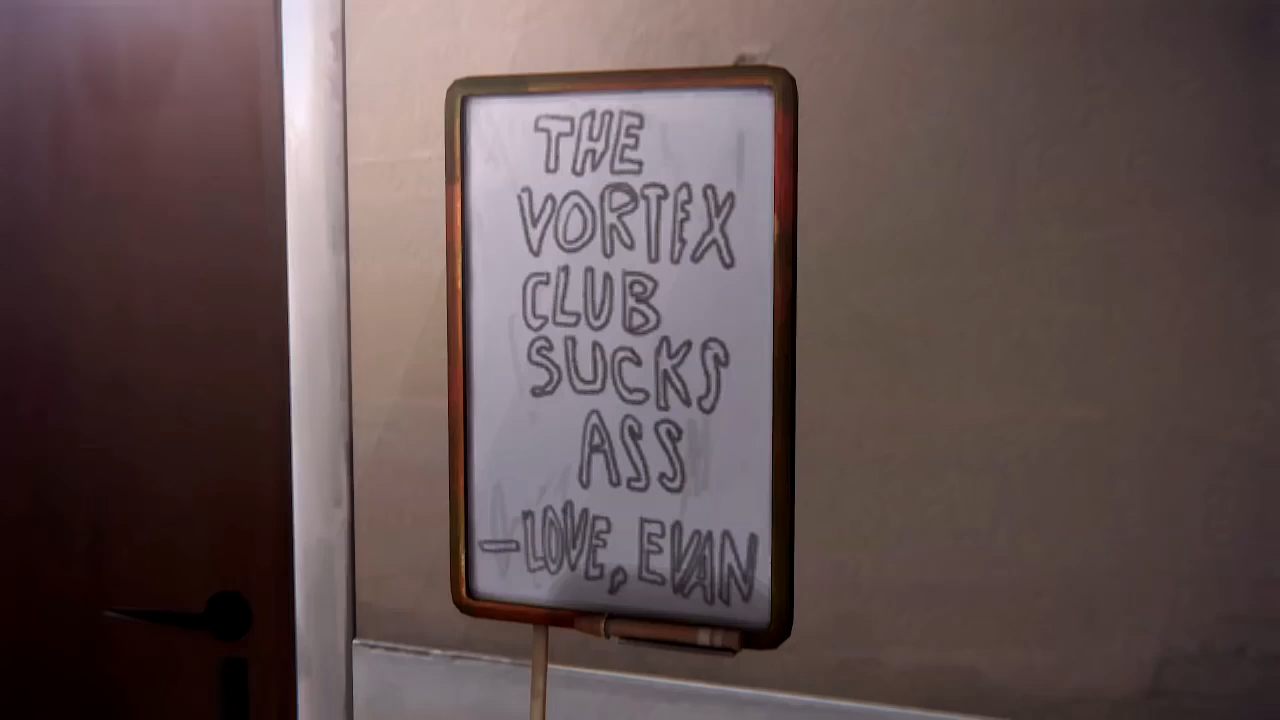 THE
VORTEX
CLUB
SUCKS
ASS
—LOVE, EVAN